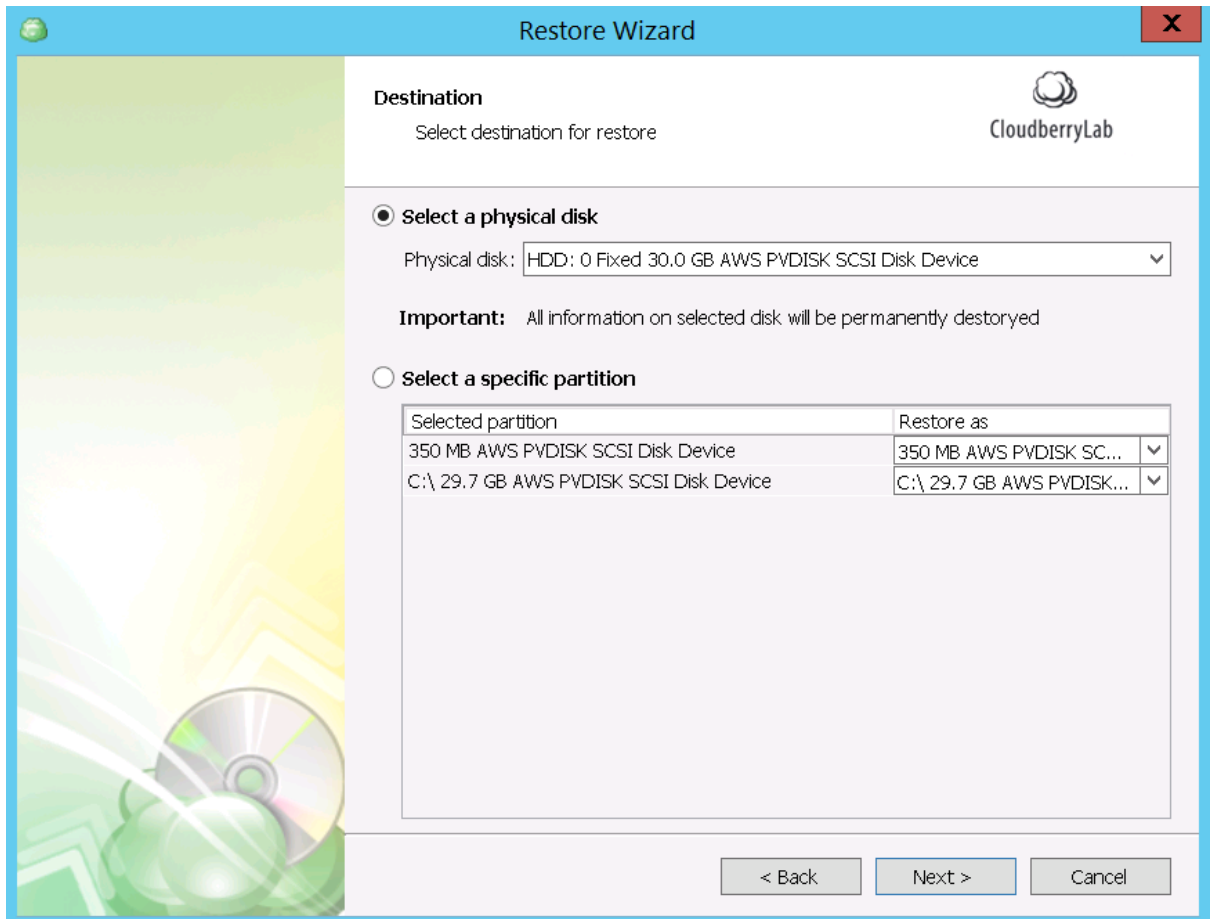 Restore Wizard
X
Destination
Select destination for restore
CloudberryLab
Select a physical disk
Physical disk: HDD: 0 Fixed 30.0 GB AWS PVDISK SCSI Disk Device
Important: All information on selected disk will be permanently destoryed
Select a specific partition
Selected partition Restore as
350 MB AWS PVDISK SCSI Disk Device 350 MB AWS PVDISK SC...
C:\ 29.7 GB AWS PVDISK SCSI Disk Device C:\ 29.7 GB AWS PVDISK...
< Back Next > Cancel